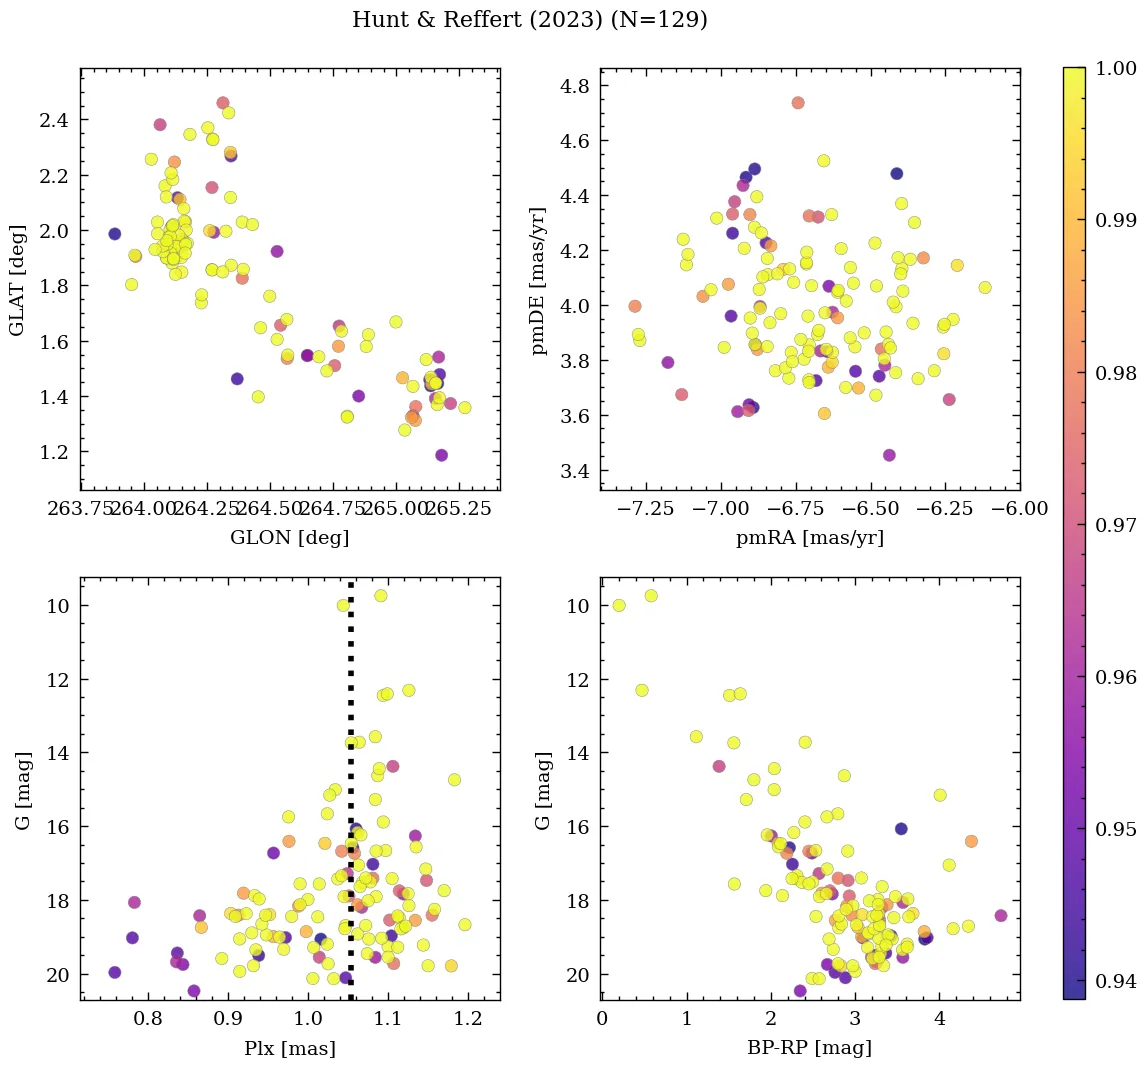 Hunt & Reffert (2023) (N=129)
2.4
2.2
2.0
1.8
1.6
1.4
1.2
GLAT [deg]
263.75 264.00 264.25 264.50 264.75 265.00 265.25
GLON [deg]
4.8
4.6
4.4
4.2
4.0
3.8
3.6
3.4
pmDE [mas/yr]
−7.25 −7.00 −6.75 −6.50 −6.25 −6.00
pmRA [mas/yr]
10
12
14
16
18
20
G [mag]
0.8 0.9 1.0 1.1 1.2
Plx [mas]
10
12
14
16
18
20
G [mag]
0 1 2 3 4
BP-RP [mag]
1.00
0.99
0.98
0.97
0.96
0.95
0.94